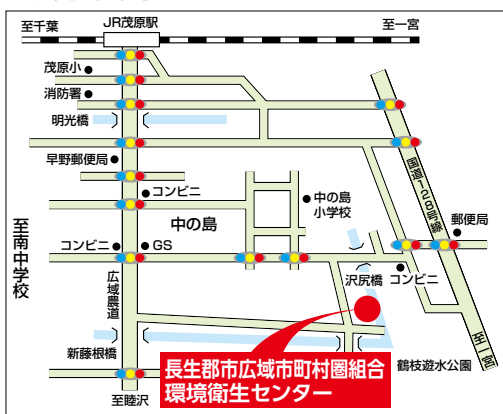 JR茂原駅
至千葉
至一宮
茂原小
消防署
明光橋
早野郵便局
コンビニ
中の島
中の島
小学校
国道128号線
郵便局
至南中学校
コンビニ
GS
広域農道
沢尻橋
コンビニ
新藤根橋
長生郡市広域市町村圏組合
環境衛生センター
鶴枝遊水公園
至一宮
至睦沢